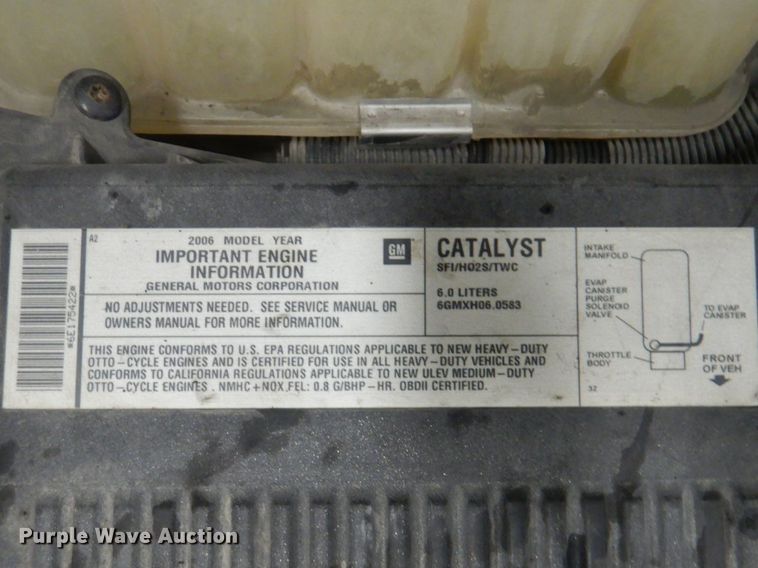 *6E175422*
A2
2006 MODEL YEAR
IMPORTANT ENGINE
INFORMATION
GENERAL MOTORS CORPORATION
GM
NO ADJUSTMENTS NEEDED. SEE SERVICE MANUAL OR
OWNERS MANUAL FOR MORE INFORMATION.
CATALYST
SFI/HO2S/TWC
6.0 LITERS
6GMXH06.0583
THIS ENGINE CONFORMS TO U.S. EPA REGULATIONS APPLICABLE TO NEW HEAVY-DUTY
OTTO-CYCLE ENGINES AND IS CERTIFIED FOR USE IN ALL HEAVY-DUTY VEHICLES AND
CONFORMS TO CALIFORNIA REGULATIONS APPLICABLE TO NEW ULEV MEDIUM-DUTY
OTTO-CYCLE ENGINES. NMHC+NOX FEL: 0.8 G/BHP-HR. OBDII CERTIFIED.
INTAKE
MANIFOLD
EVAP
CANISTER
PURGE
SOLENOID
VALVE
TO EVAP
CANISTER
THROTTLE
BODY
FRONT
OF VEH
32
Purple Wave Auction